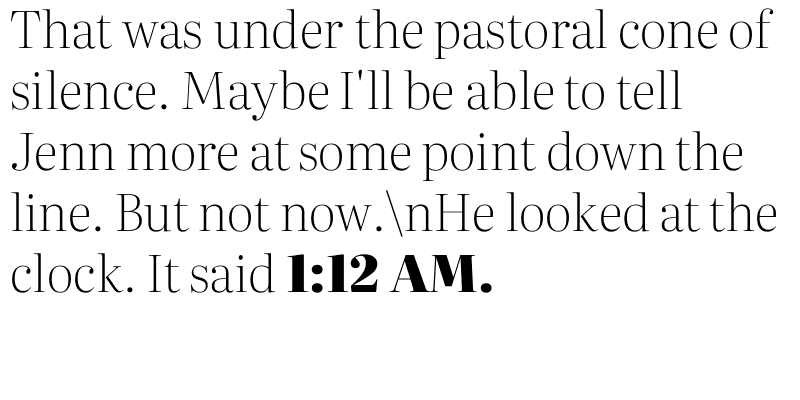 That was under the pastoral cone of
silence. Maybe I'll be able to tell
Jenn more at some point down the
line. But not now.\nHe looked at the
clock. It said 1:12 AM.